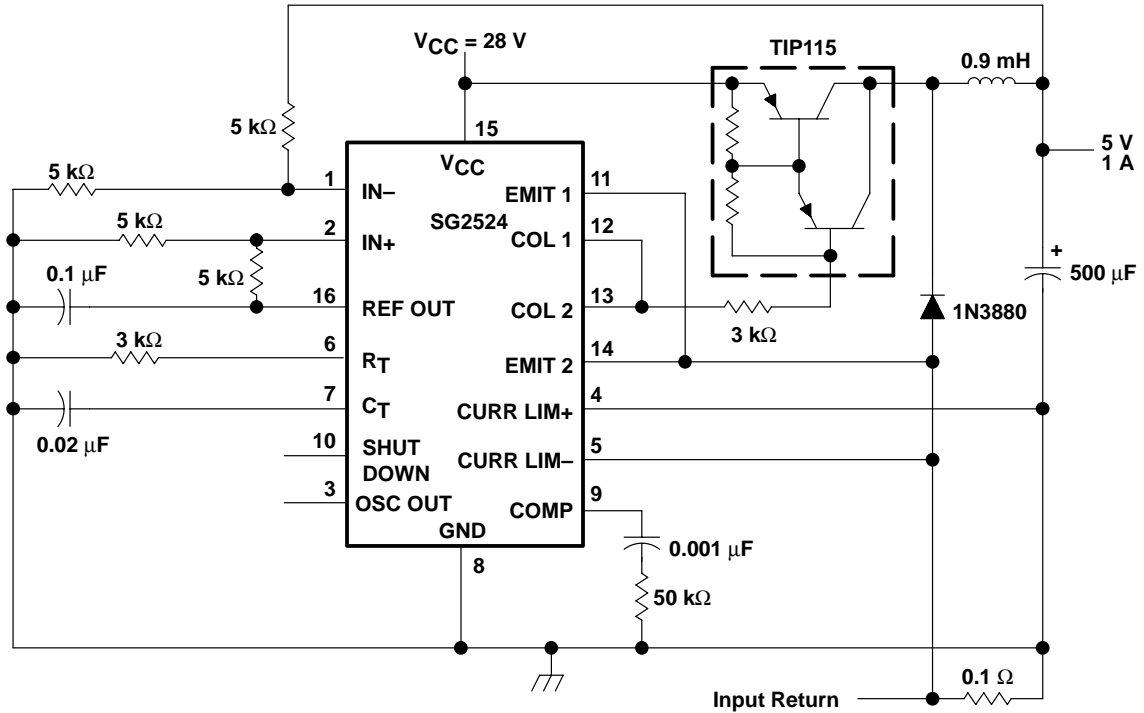 VCC = 28 V
TIP115
0.9 mH
5 kΩ
15
5 V
1 A
5 kΩ
1
VCC
11
IN–
EMIT 1
SG2524
5 kΩ
2
12
IN+
COL 1
0.1 μF
5 kΩ
16
13
REF OUT
COL 2
3 kΩ
+
500 μF
1N3880
3 kΩ
6
14
RT
EMIT 2
0.02 μF
7
4
CT
CURR LIM+
10
5
SHUT
DOWN
CURR LIM–
3
9
OSC OUT
COMP
GND
8
0.001 μF
50 kΩ
0.1 Ω
Input Return